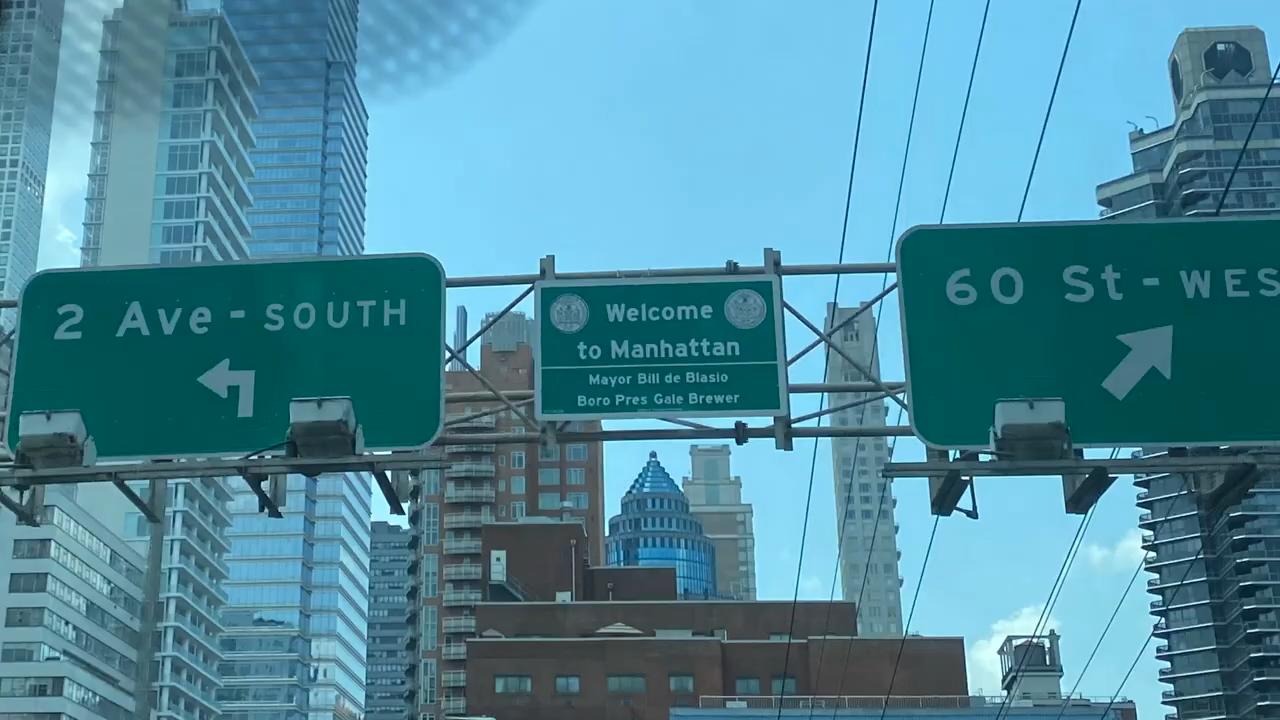 2 Ave - SOUTH
Welcome
to Manhattan
Mayor Bill de Blasio
Boro Pres Gale Brewer
60 St - WES